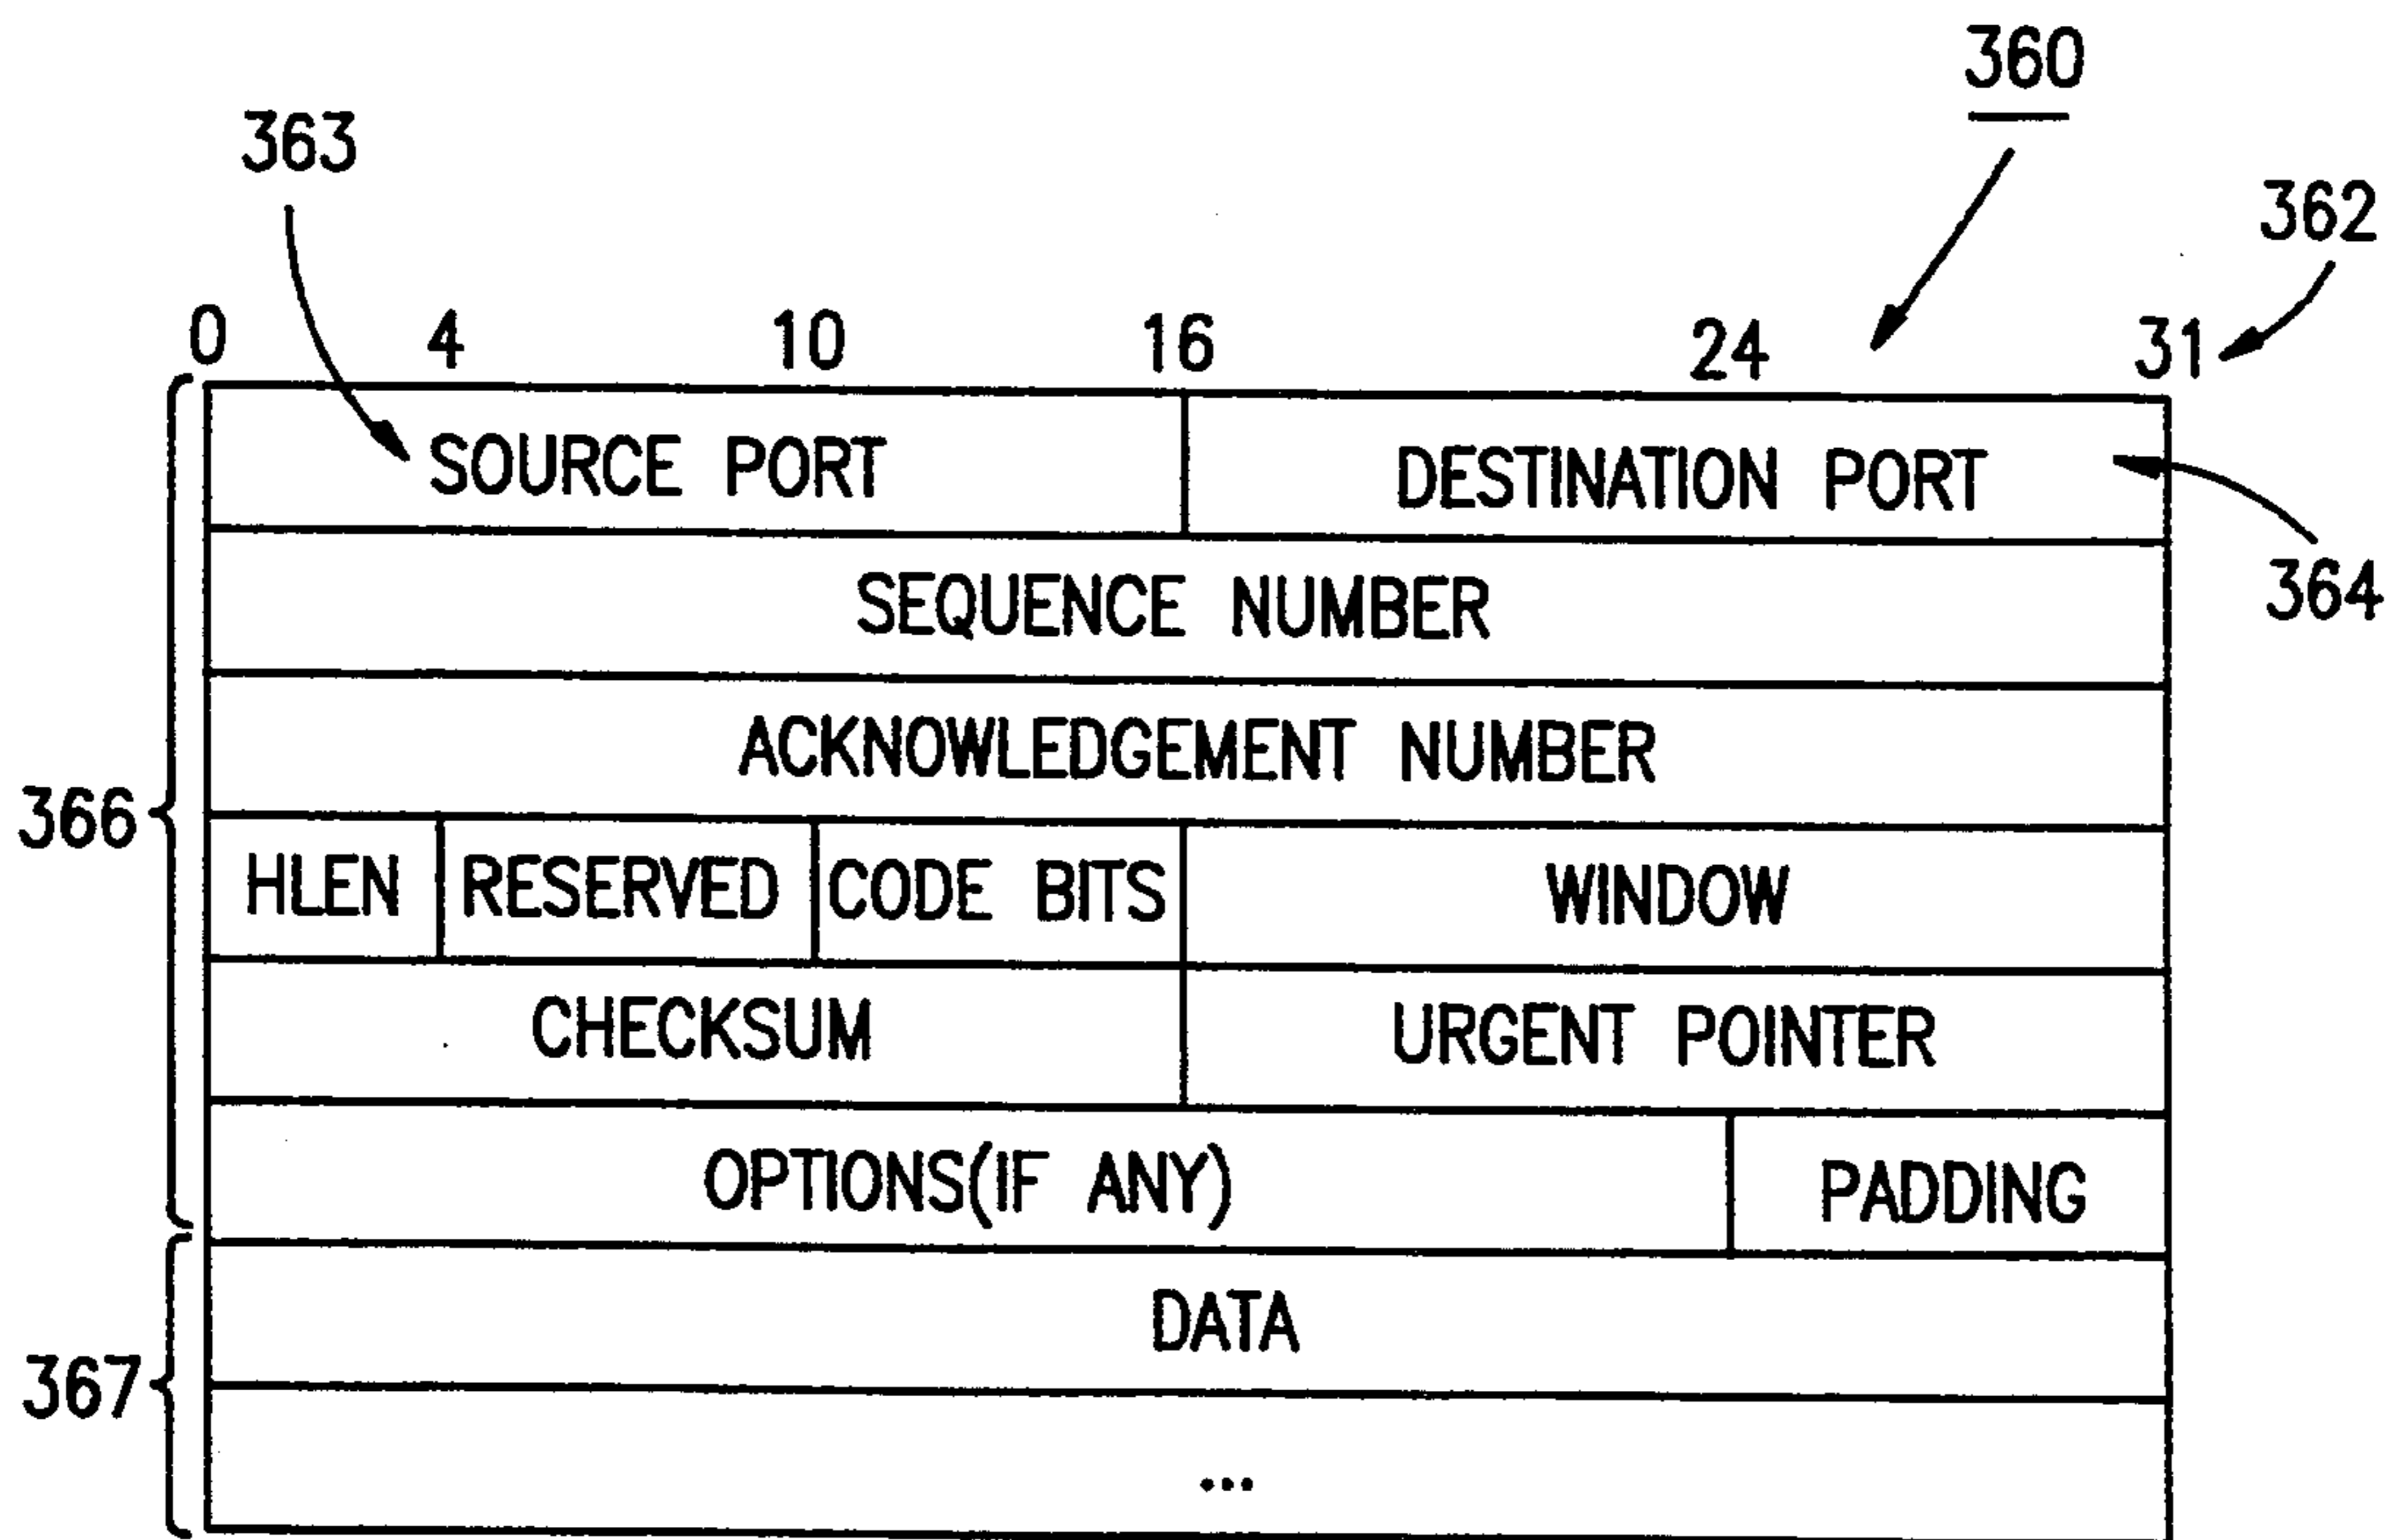 360
363
362
0 4 10 16 24 31
SOURCE PORT DESTINATION PORT
364
SEQUENCE NUMBER
ACKNOWLEDGEMENT NUMBER
366
HLEN RESERVED CODE BITS WINDOW
CHECKSUM URGENT POINTER
OPTIONS(IF ANY) PADDING
DATA
367
...